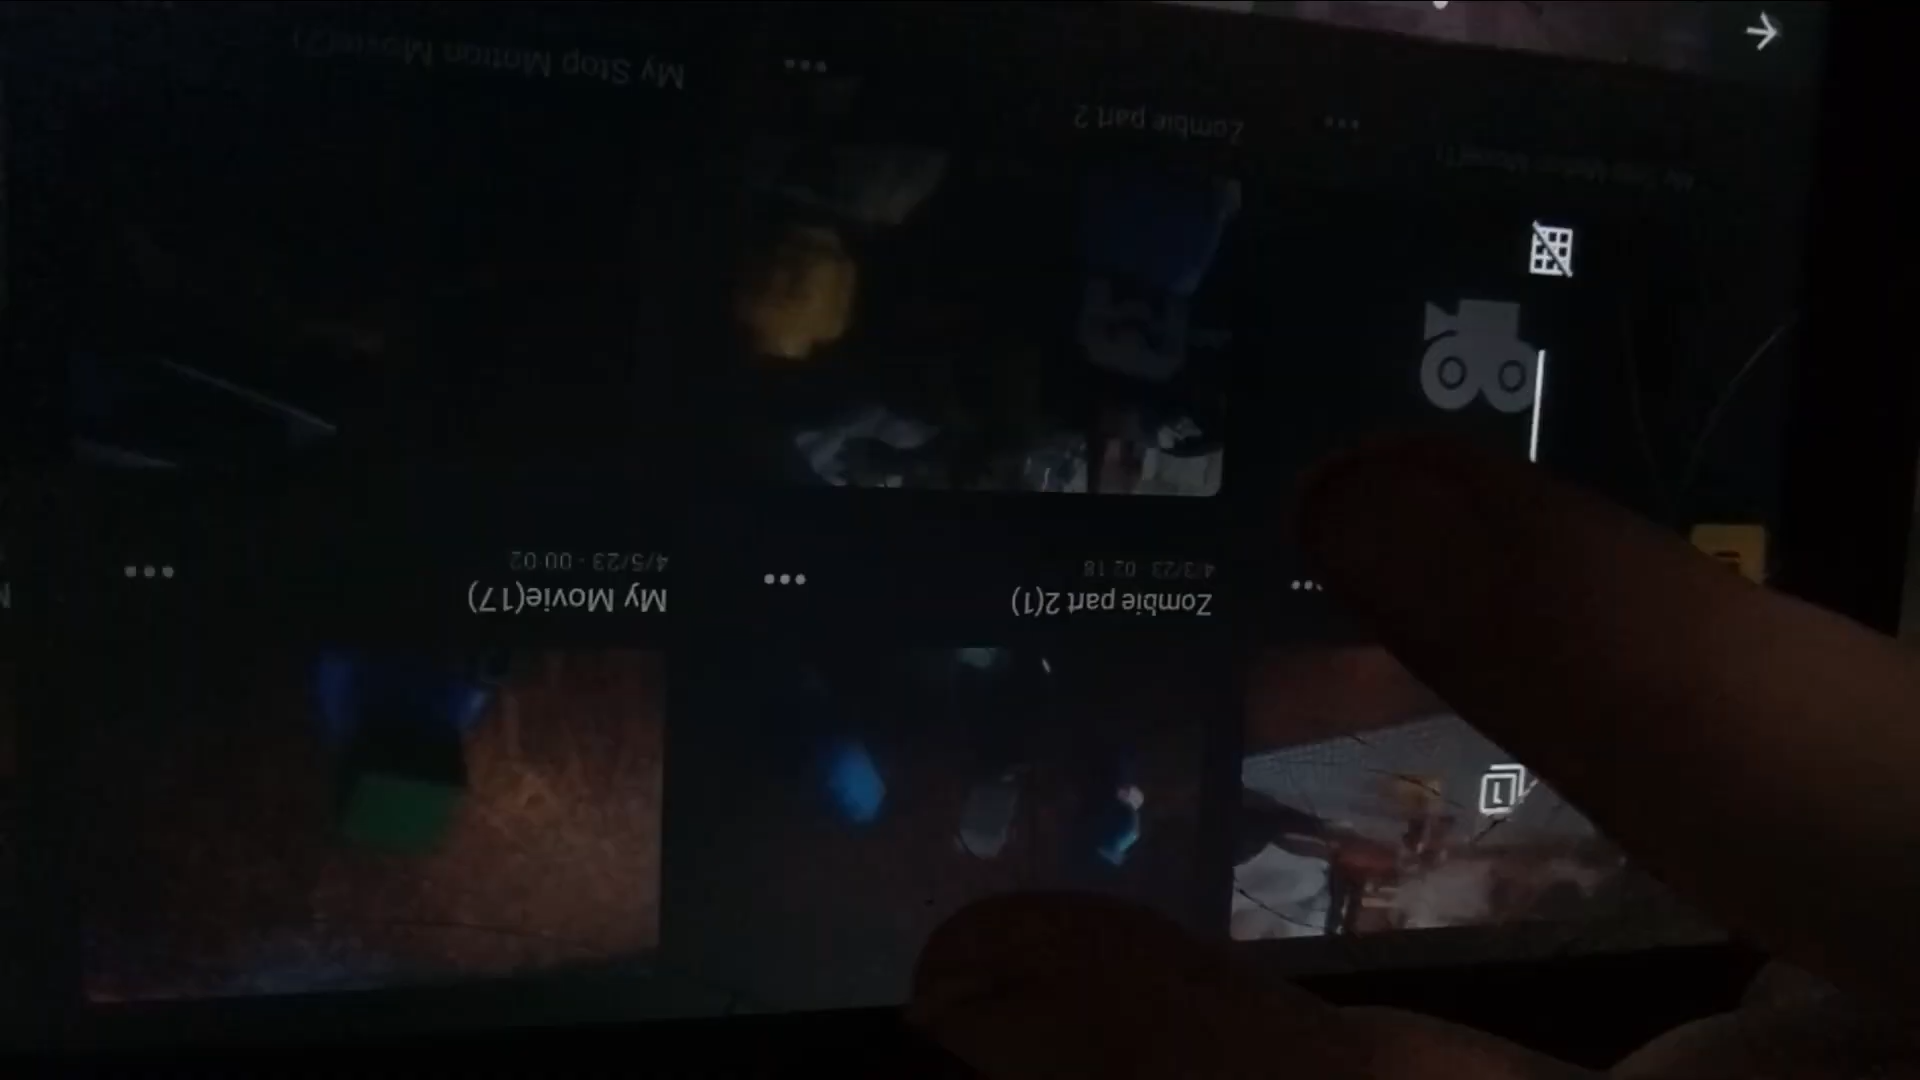 My Movie(17)
4/5/23 - 00:02
Zombie part 2(1)
4/3/23 02:18
My Stop Motion Movie(2)
Zombie part 2
1